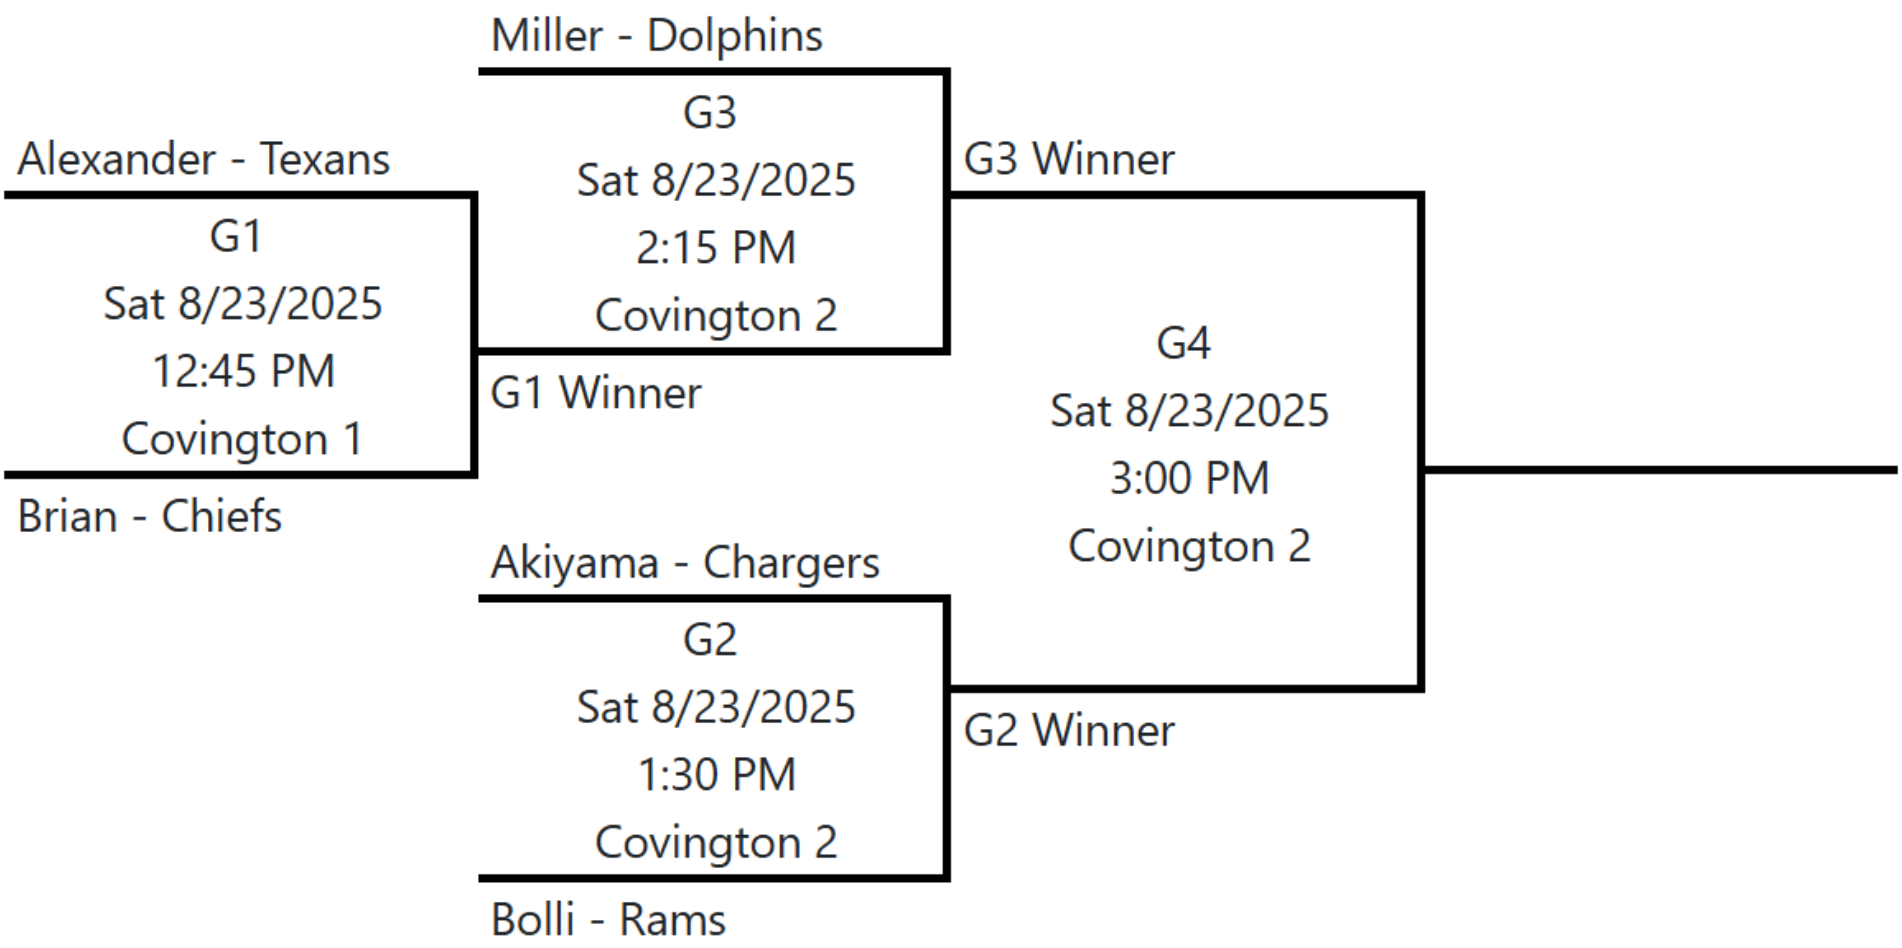 Miller - Dolphins
G3
Sat 8/23/2025
2:15 PM
Covington 2
G1 Winner
Alexander - Texans
G1
Sat 8/23/2025
12:45 PM
Covington 1
Brian - Chiefs
G3 Winner
G4
Sat 8/23/2025
3:00 PM
Covington 2
G2 Winner
Akiyama - Chargers
G2
Sat 8/23/2025
1:30 PM
Covington 2
Bolli - Rams